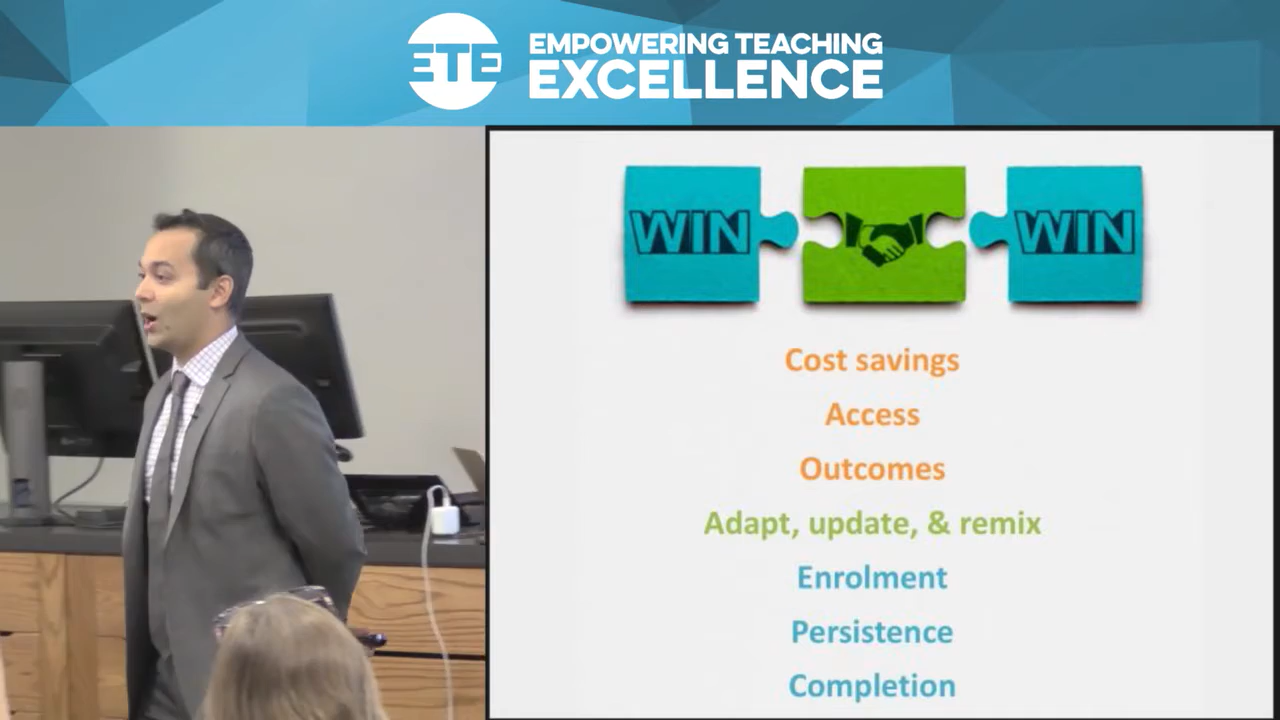 ETE
EMPOWERING TEACHING
EXCELLENCE
WIN
WIN
Cost savings
Access
Outcomes
Adapt, update, & remix
Enrolment
Persistence
Completion